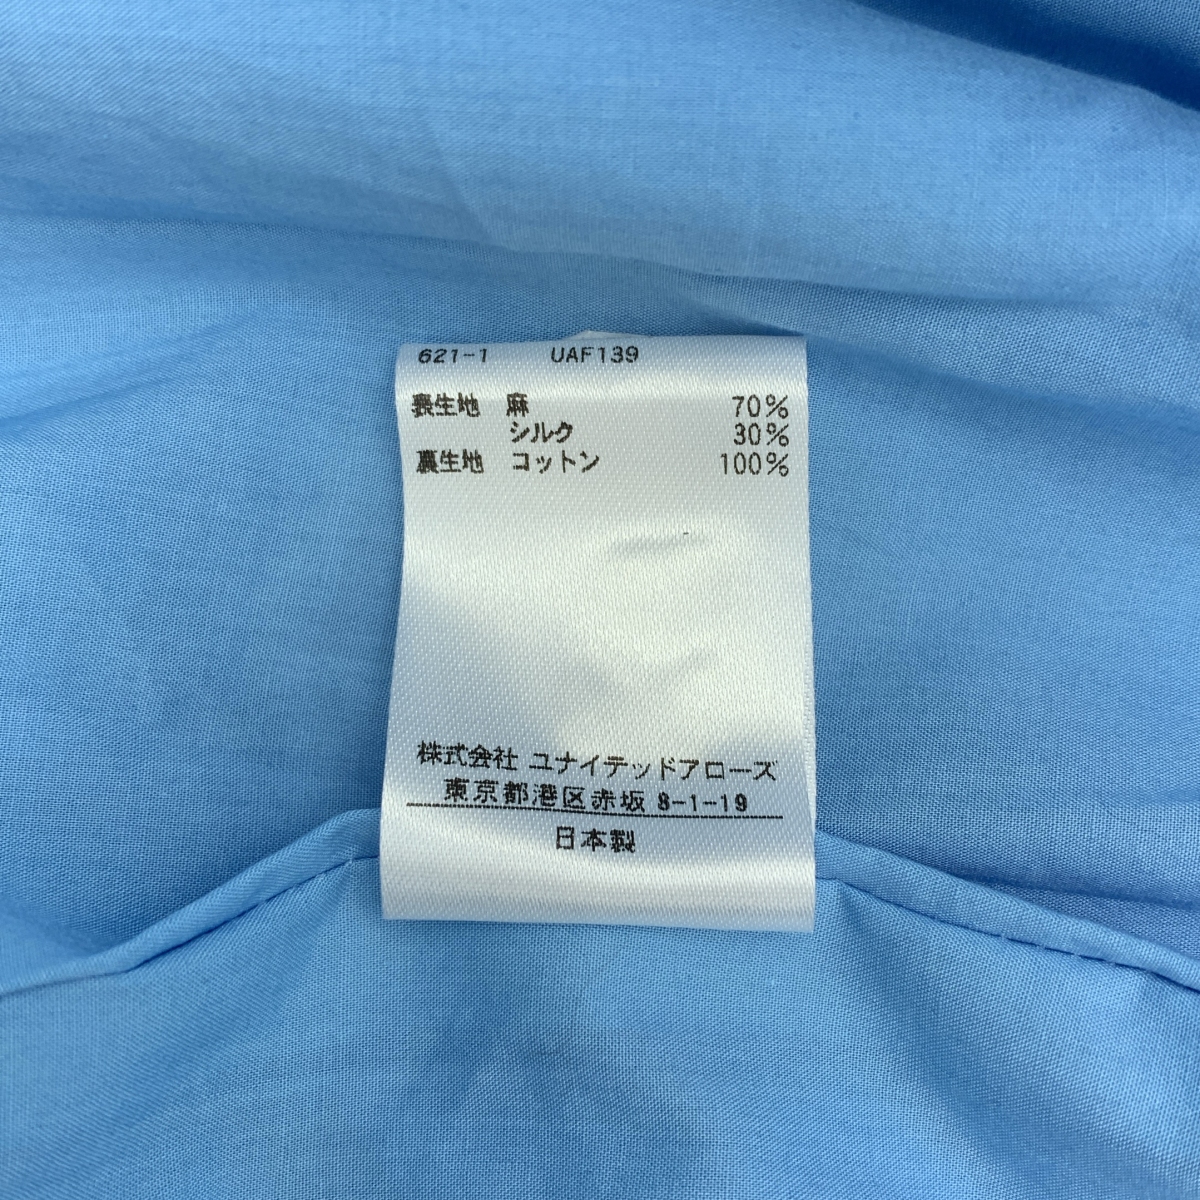 621-1 UAF139
表生地 麻 70%
シルク 30%
裏生地 コットン 100%
株式会社 ユナイテッドアローズ
東京都港区赤坂 8-1-19
日本製